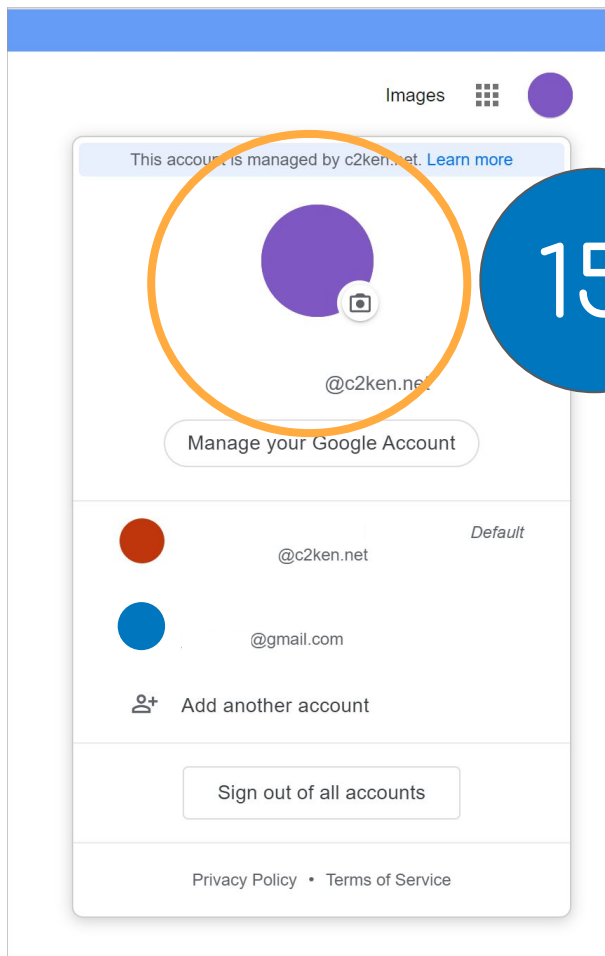 Images
This account is managed by c2ken.net. Learn more
15
@c2ken.net
Manage your Google Account
Default
@c2ken.net
@gmail.com
Add another account
Sign out of all accounts
Privacy Policy • Terms of Service